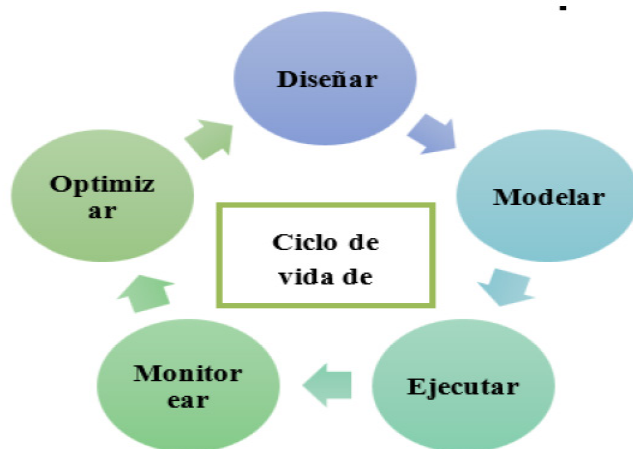 Diseñar
Modelar
Ejecutar
Monitor
ear
Optimiz
ar
Ciclo de
vida de